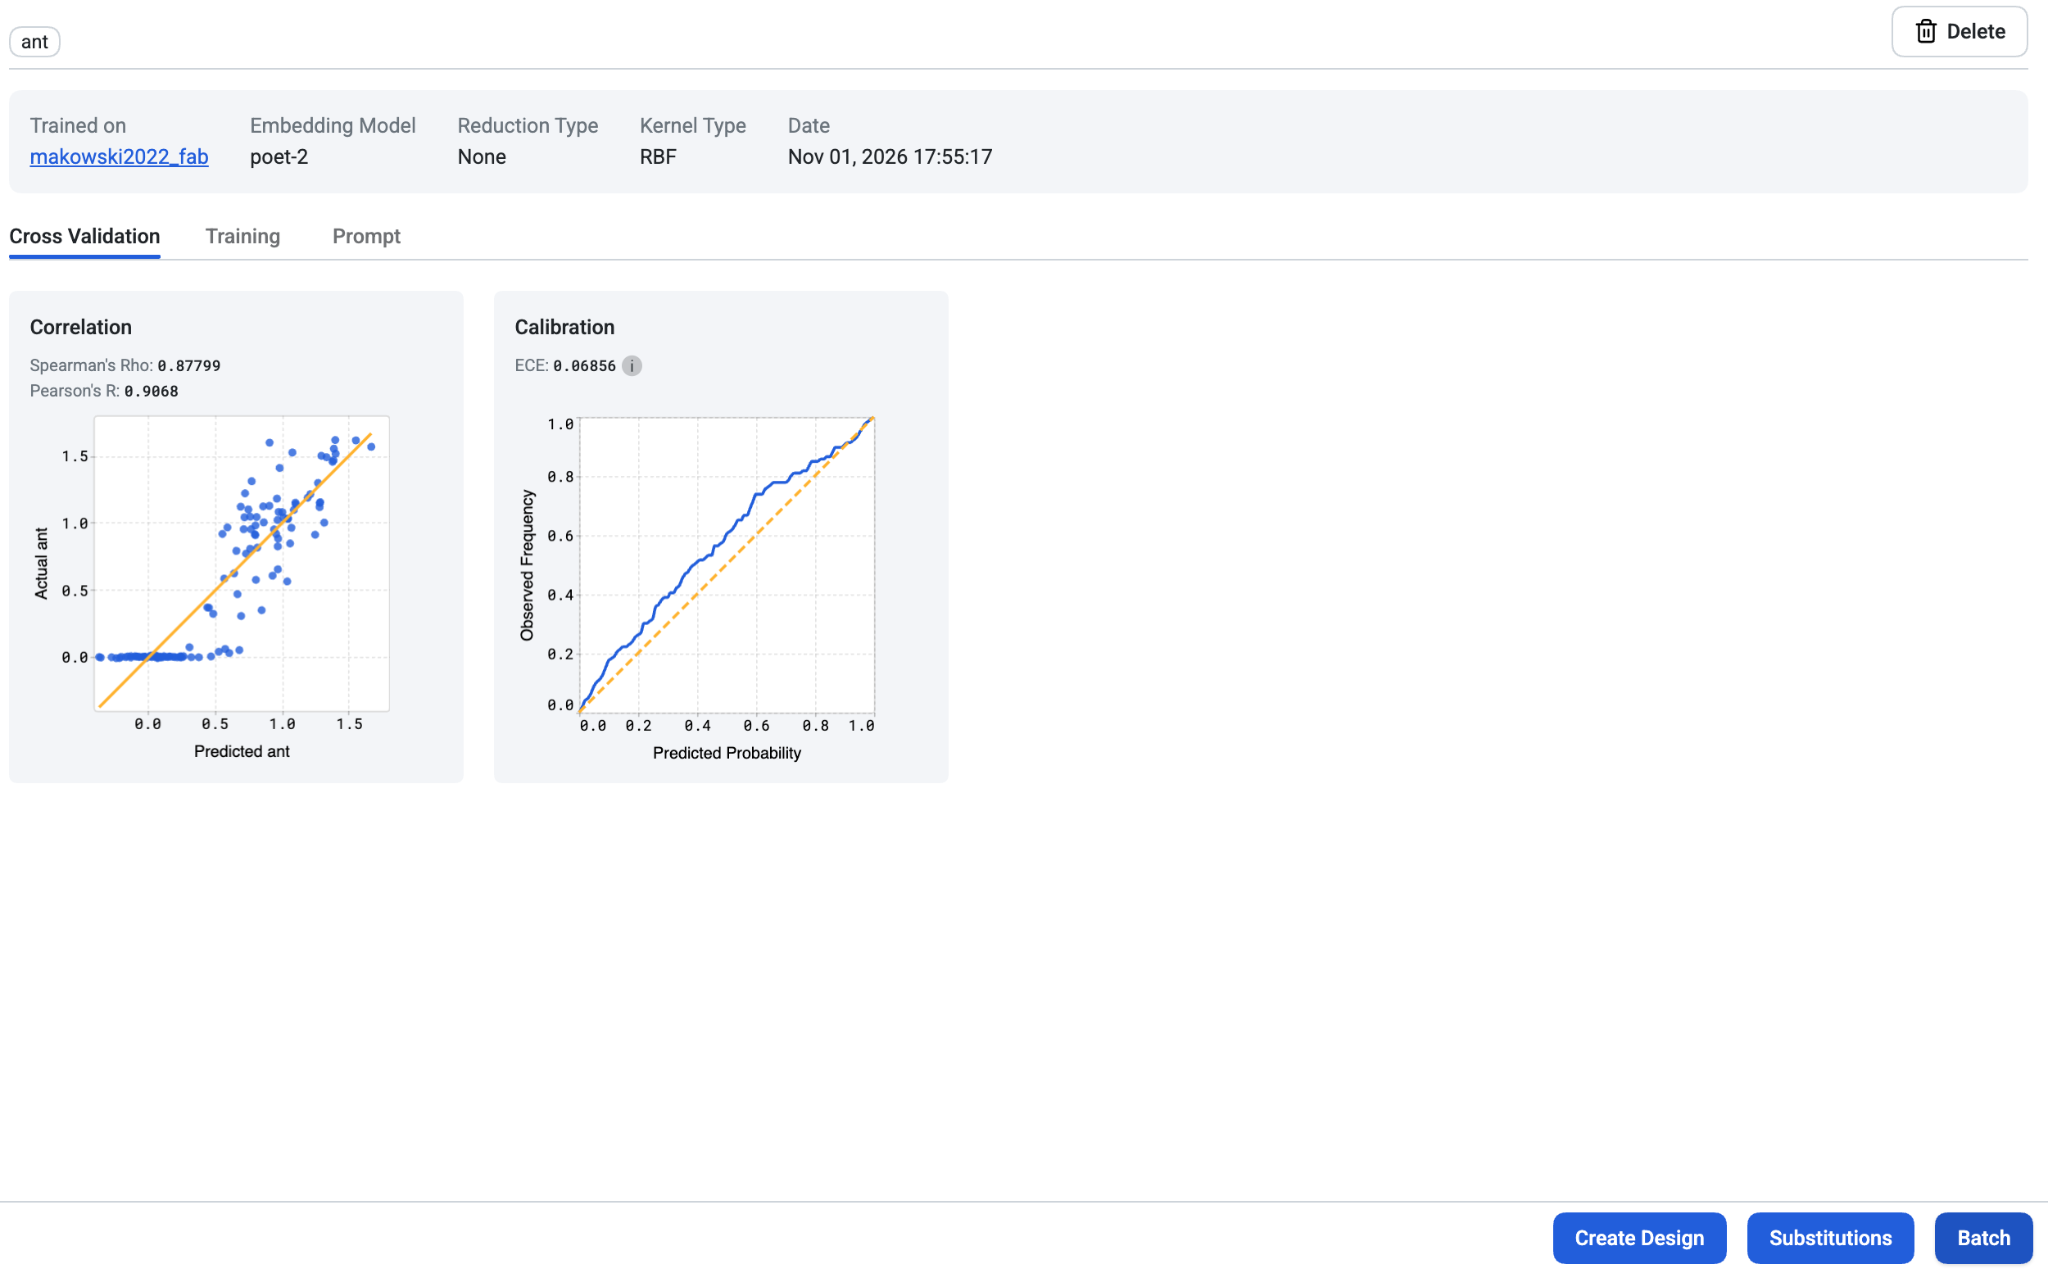 ant
Delete
Trained on
makowski2022_fab
Embedding Model
poet-2
Reduction Type
None
Kernel Type
RBF
Date
Nov 01, 2026 17:55:17
Cross Validation
Training
Prompt
Correlation
Spearman's Rho: 0.87799
Pearson's R: 0.9068
Actual ant
1.5
1.0
0.5
0.0
0.0 0.5 1.0 1.5
Predicted ant
Calibration
ECE: 0.06856 i
Observed Frequency
1.0
0.8
0.6
0.4
0.2
0.0
0.0 0.2 0.4 0.6 0.8 1.0
Predicted Probability
Create Design
Substitutions
Batch